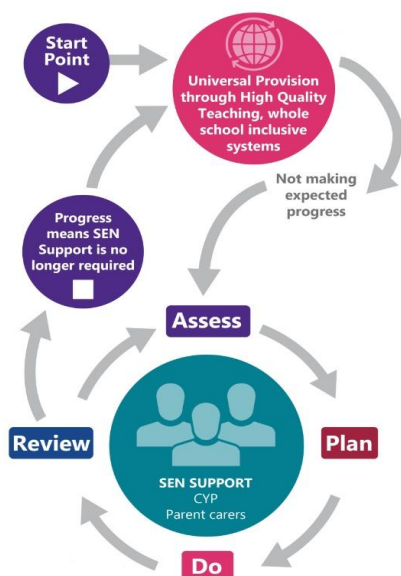 Start
Point
Universal Provision
through High Quality
Teaching, whole
school inclusive
systems
Not making
expected
progress
Progress
means SEN
Support is no
longer required
Assess
Review
Plan
SEN SUPPORT
CYP
Parent carers
Do